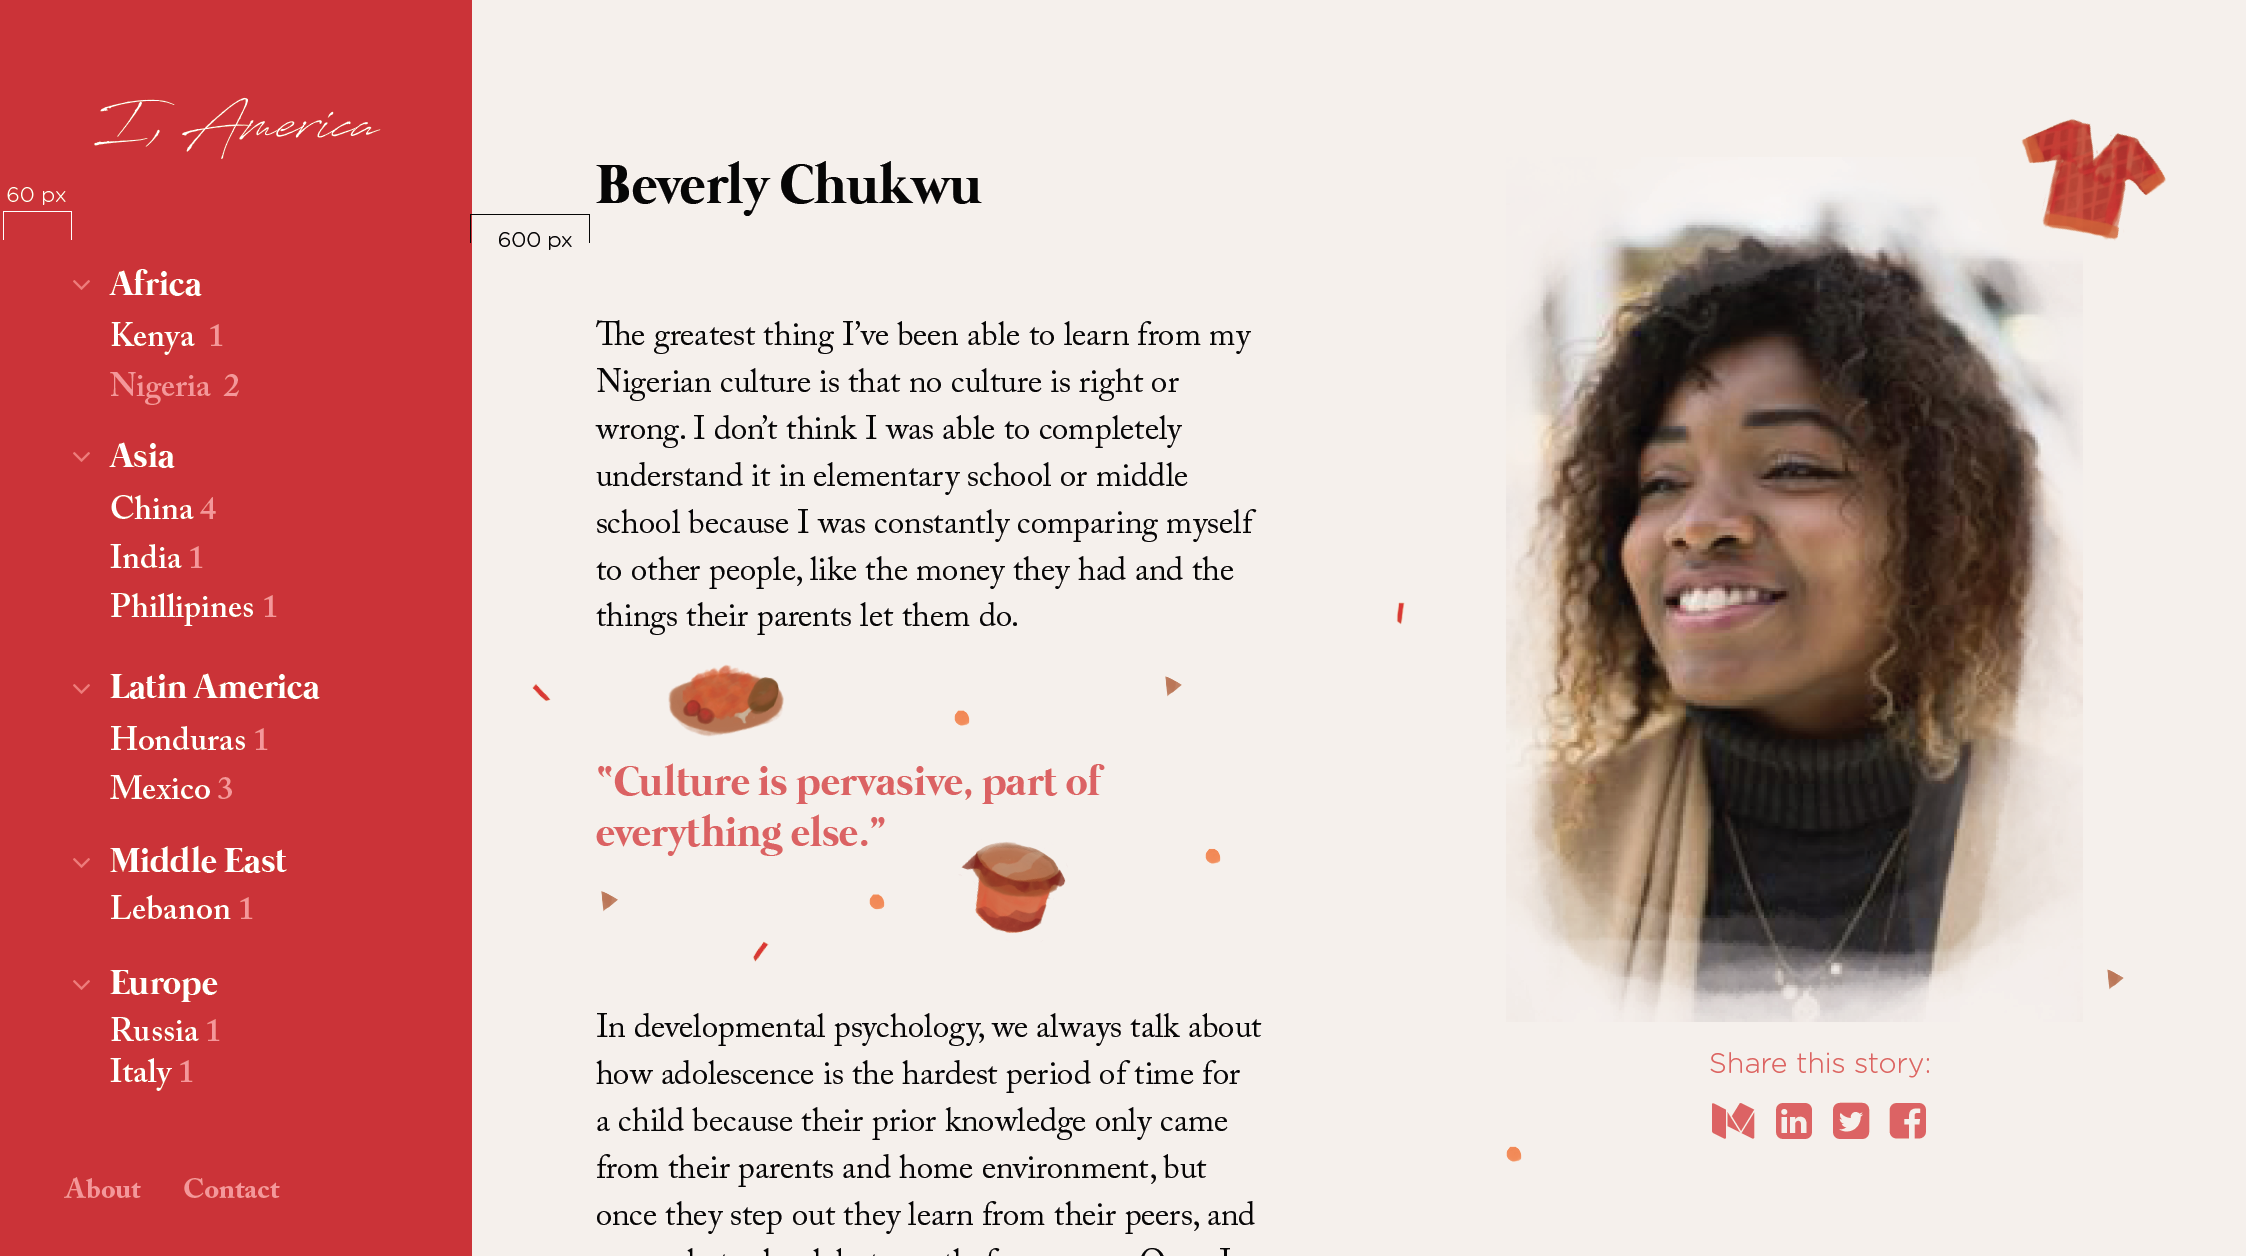 I, America
60 px
Africa
Kenya 1
Nigeria 2
Asia
China 4
India 1
Phillipines 1
Latin America
Honduras 1
Mexico 3
Middle East
Lebanon 1
Europe
Russia 1
Italy 1
About Contact
Beverly Chukwu
600 px
The greatest thing I’ve been able to learn from my
Nigerian culture is that no culture is right or
wrong. I don’t think I was able to completely
understand it in elementary school or middle
school because I was constantly comparing myself
to other people, like the money they had and the
things their parents let them do.
“Culture is pervasive, part of
everything else.”
In developmental psychology, we always talk about
how adolescence is the hardest period of time for
a child because their prior knowledge only came
from their parents and home environment, but
once they step out they learn from their peers, and
Share this story:
in